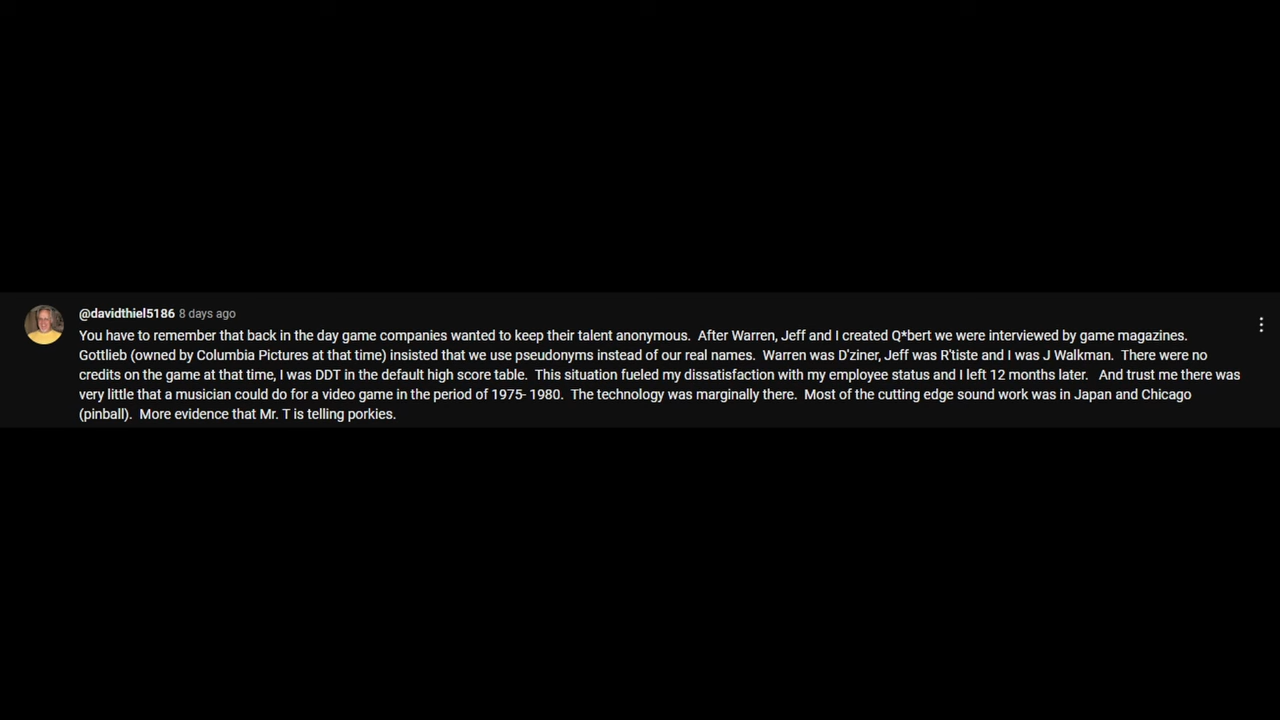 @davidthiel5186 8 days ago
You have to remember that back in the day game companies wanted to keep their talent anonymous.  After Warren, Jeff and I created Q*bert we were interviewed by game magazines.
Gottlieb (owned by Columbia Pictures at that time) insisted that we use pseudonyms instead of our real names.  Warren was D'ziner, Jeff was R'tiste and I was J Walkman.  There were no
credits on the game at that time, I was DDT in the default high score table.  This situation fueled my dissatisfaction with my employee status and I left 12 months later.   And trust me there was
very little that a musician could do for a video game in the period of 1975- 1980.  The technology was marginally there.  Most of the cutting edge sound work was in Japan and Chicago
(pinball).  More evidence that Mr. T is telling porkies.